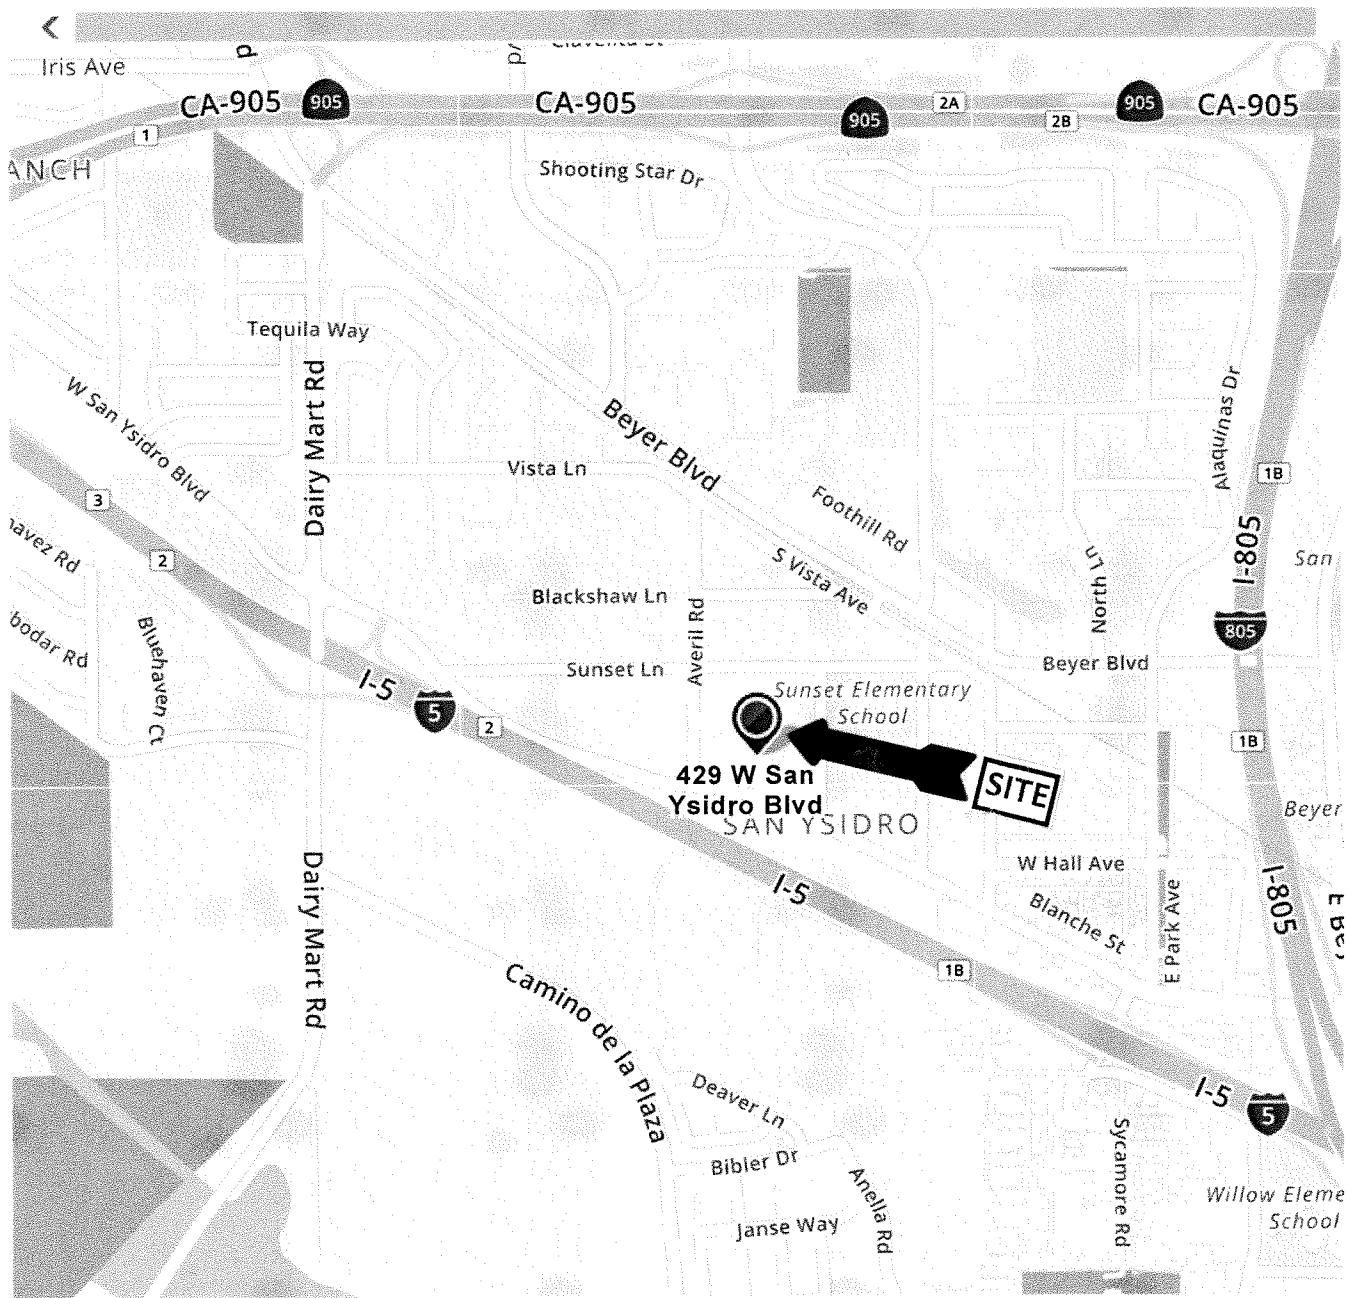 Iris Ave
CA-905
905
CA-905
905
2A
2B
905
CA-905
1
ANCH
Shooting Star Dr
Tequila Way
W San Ysidro Blvd
Dairy Mart Rd
Beyer Blvd
Alaquinas Dr
Vista Ln
1B
3
Foothill Rd
I-805
2
S Vista Ave
North Ln
San
Blackshaw Ln
Averil Rd
805
Bluehaven Ct
Sunset Ln
Beyer Blvd
I-5
5
2
Sunset Elementary
School
1B
429 W San
Ysidro Blvd
SITE
SAN YSIDRO
Beyer
W Hall Ave
Dairy Mart Rd
I-5
Blanche St
E Park Ave
I-805
1B
Camino de la Plaza
Deaver Ln
I-5
5
Bibler Dr
Anella Rd
Sycamore Rd
Janse Way
Willow Eleme
School